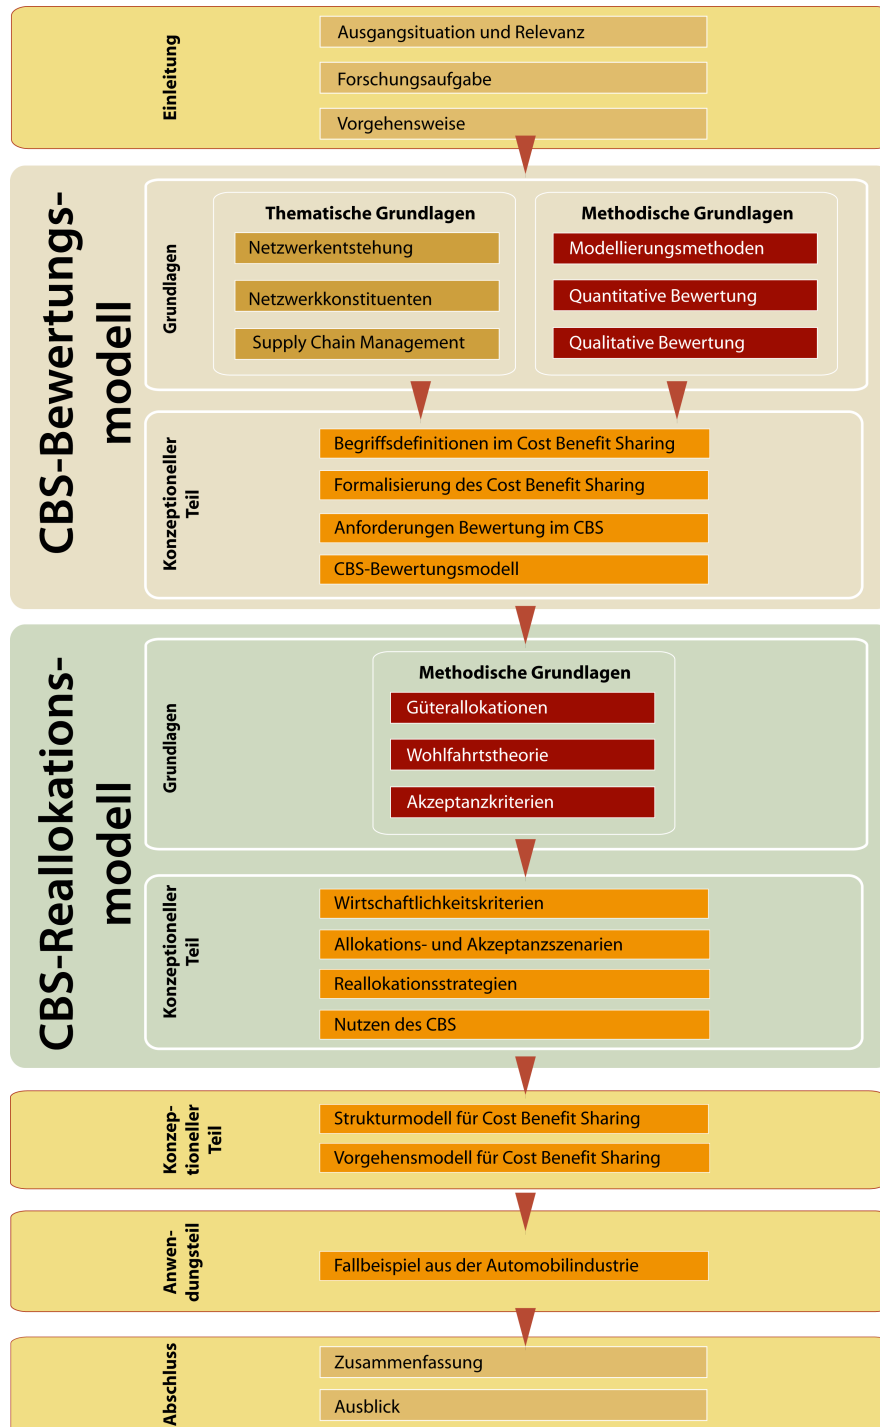 Einleitung
Ausgangsituation und Relevanz
Forschungsaufgabe
Vorgehensweise
CBS-Bewertungs-
modell
Grundlagen
Thematische Grundlagen
Netzwerkentstehung
Netzwerkkonstituenten
Supply Chain Management
Methodische Grundlagen
Modellierungsmethoden
Quantitative Bewertung
Qualitative Bewertung
Konzeptioneller
Teil
Begriffsdefinitionen im Cost Benefit Sharing
Formalisierung des Cost Benefit Sharing
Anforderungen Bewertung im CBS
CBS-Bewertungsmodell
CBS-Reallokations-
modell
Grundlagen
Methodische Grundlagen
Güterallokationen
Wohlfahrtstheorie
Akzeptanzkriterien
Konzeptioneller
Teil
Wirtschaftlichkeitskriterien
Allokations- und Akzeptanzszenarien
Reallokationsstrategien
Nutzen des CBS
Konzep-
tioneller
Teil
Strukturmodell für Cost Benefit Sharing
Vorgehensmodell für Cost Benefit Sharing
Anwen-
dungsteil
Fallbeispiel aus der Automobilindustrie
Abschluss
Zusammenfassung
Ausblick